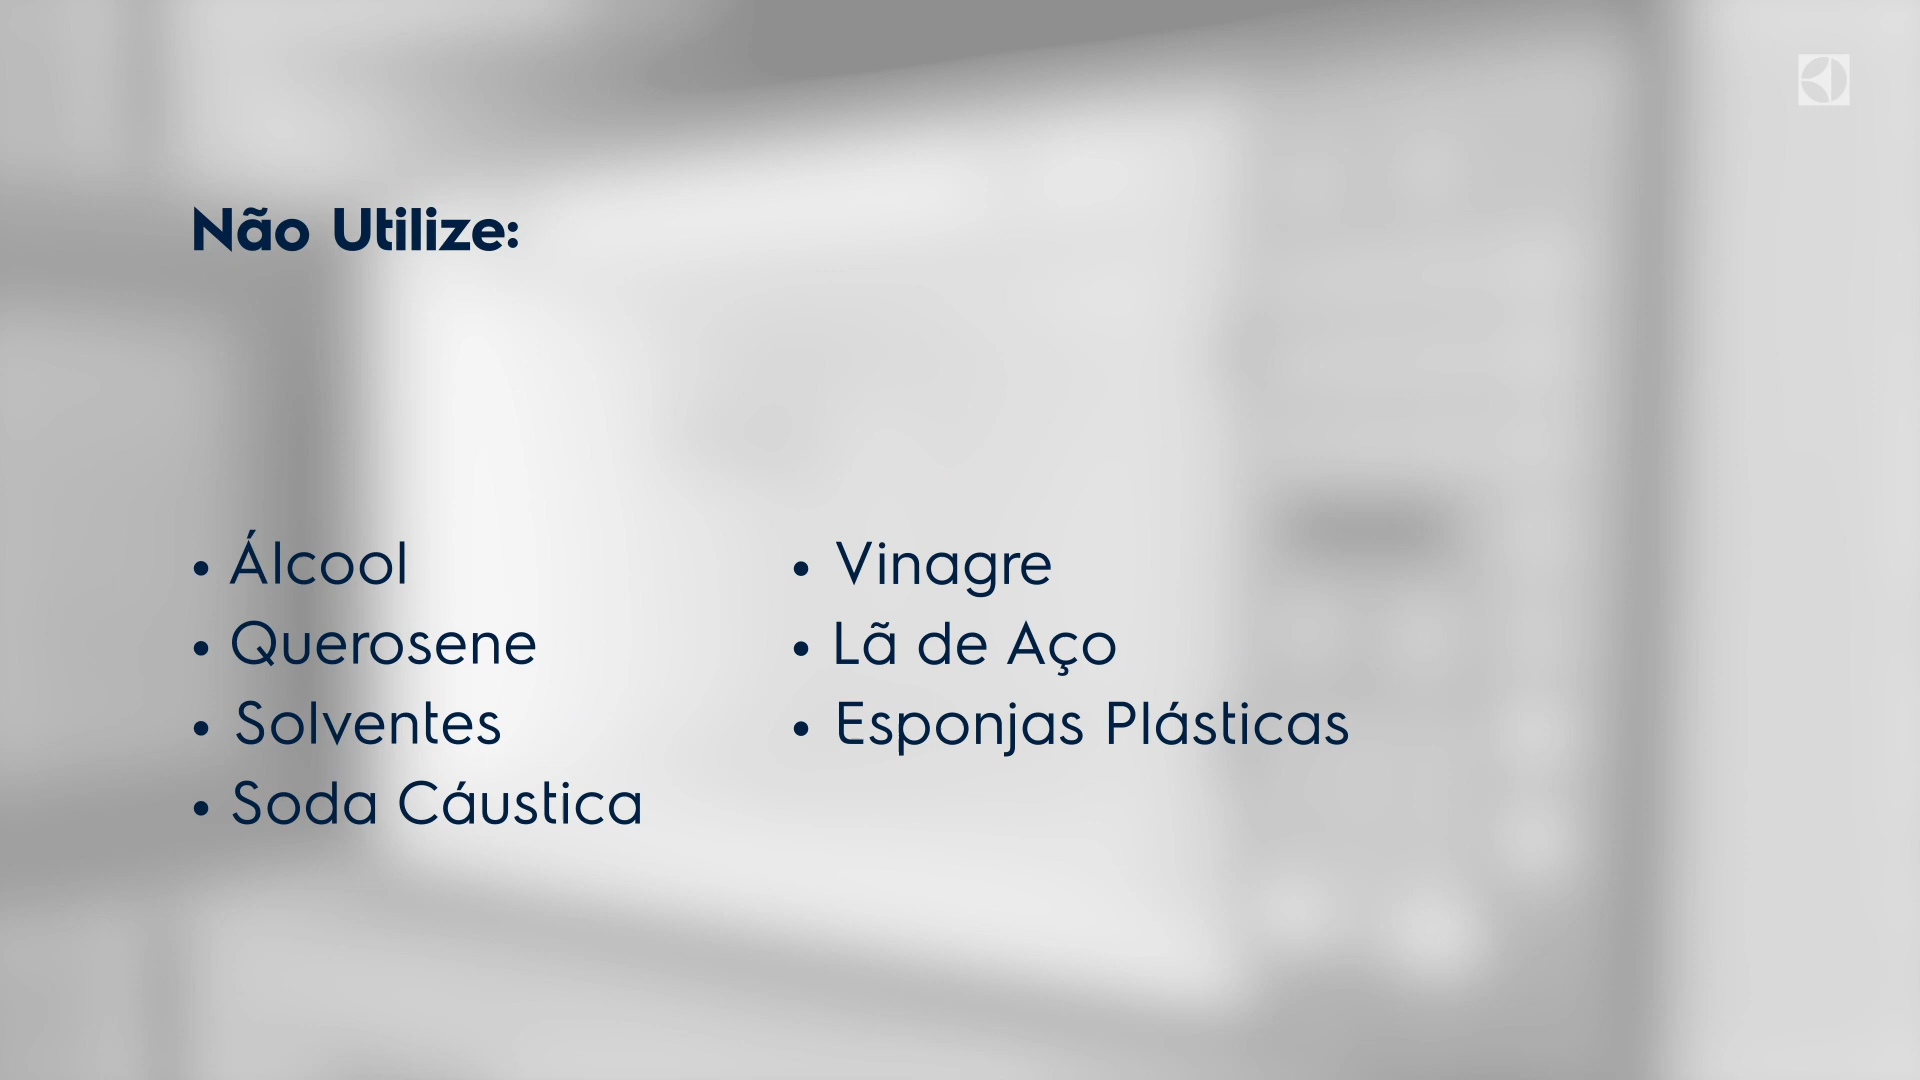 Não Utilize:
• Álcool
• Querosene
• Solventes
• Soda Cáustica
• Vinagre
• Lã de Aço
• Esponjas Plásticas